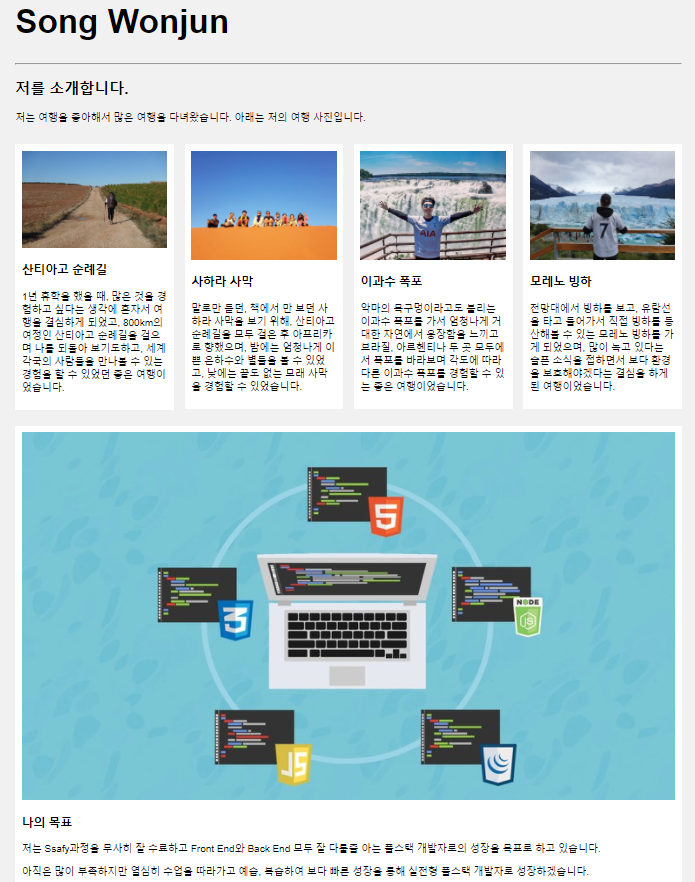 Song Wonjun
저를 소개합니다.
저는 여행을 좋아해서 많은 여행을 다녀왔습니다. 아래는 저의 여행 사진입니다.
산티아고 순례길
1년 휴학을 했을 때, 많은 것을 경
험하고 싶다는 생각에 혼자서 여
행을 결심하게 되었고, 800km의
여정인 산티아고 순례길을 걸으
며 나를 되돌아 보기도하고, 세계
각국의 사람들을 만나볼 수 있는
경험을 할 수 있었던 좋은 여행이
었습니다.
사하라 사막
말로만 듣던, 책에서 만 보던 사
하라 사막을 보기 위해, 산티아고
순례길을 모두 걸은 후 아프리카
로 향했으며, 밤에는 엄청나게 이
쁜 은하수와 별들을 볼 수 있었
고, 낮에는 끝도 없는 모래 사막
을 경험할 수 있었습니다.
이과수 폭포
AIA
악마의 목구멍이라고도 불리는
이과수 폭포를 가서 엄청나게 거
대한 자연에서 웅장함을 느끼고
브라질, 아르헨티나 두 곳 모두에
서 폭포를 바라보며 각도에 따라
다른 이과수 폭포를 경험할 수 있
는 좋은 여행이었습니다.
7
모레노 빙하
전망대에서 빙하를 보고, 유람선
을 타고 들어가서 직접 빙하를 등
산해볼 수 있는 모레노 빙하를 가
게 되었으며, 많이 녹고 있다는
슬픈 소식을 접하면서 보다 환경
을 보호해야겠다는 결심을 하게
된 여행이었습니다.
5
3
NODE
JS
JS
나의 목표
저는 Ssafy과정을 무사히 잘 수료하고 Front End와 Back End 모두 잘 다룰줄 아는 풀스택 개발자로의 성장을 목표로 하고 있습니다.
아직은 많이 부족하지만 열심히 수업을 따라가고 예습, 복습하여 보다 빠른 성장을 통해 실전형 풀스택 개발자로 성장하겠습니다.